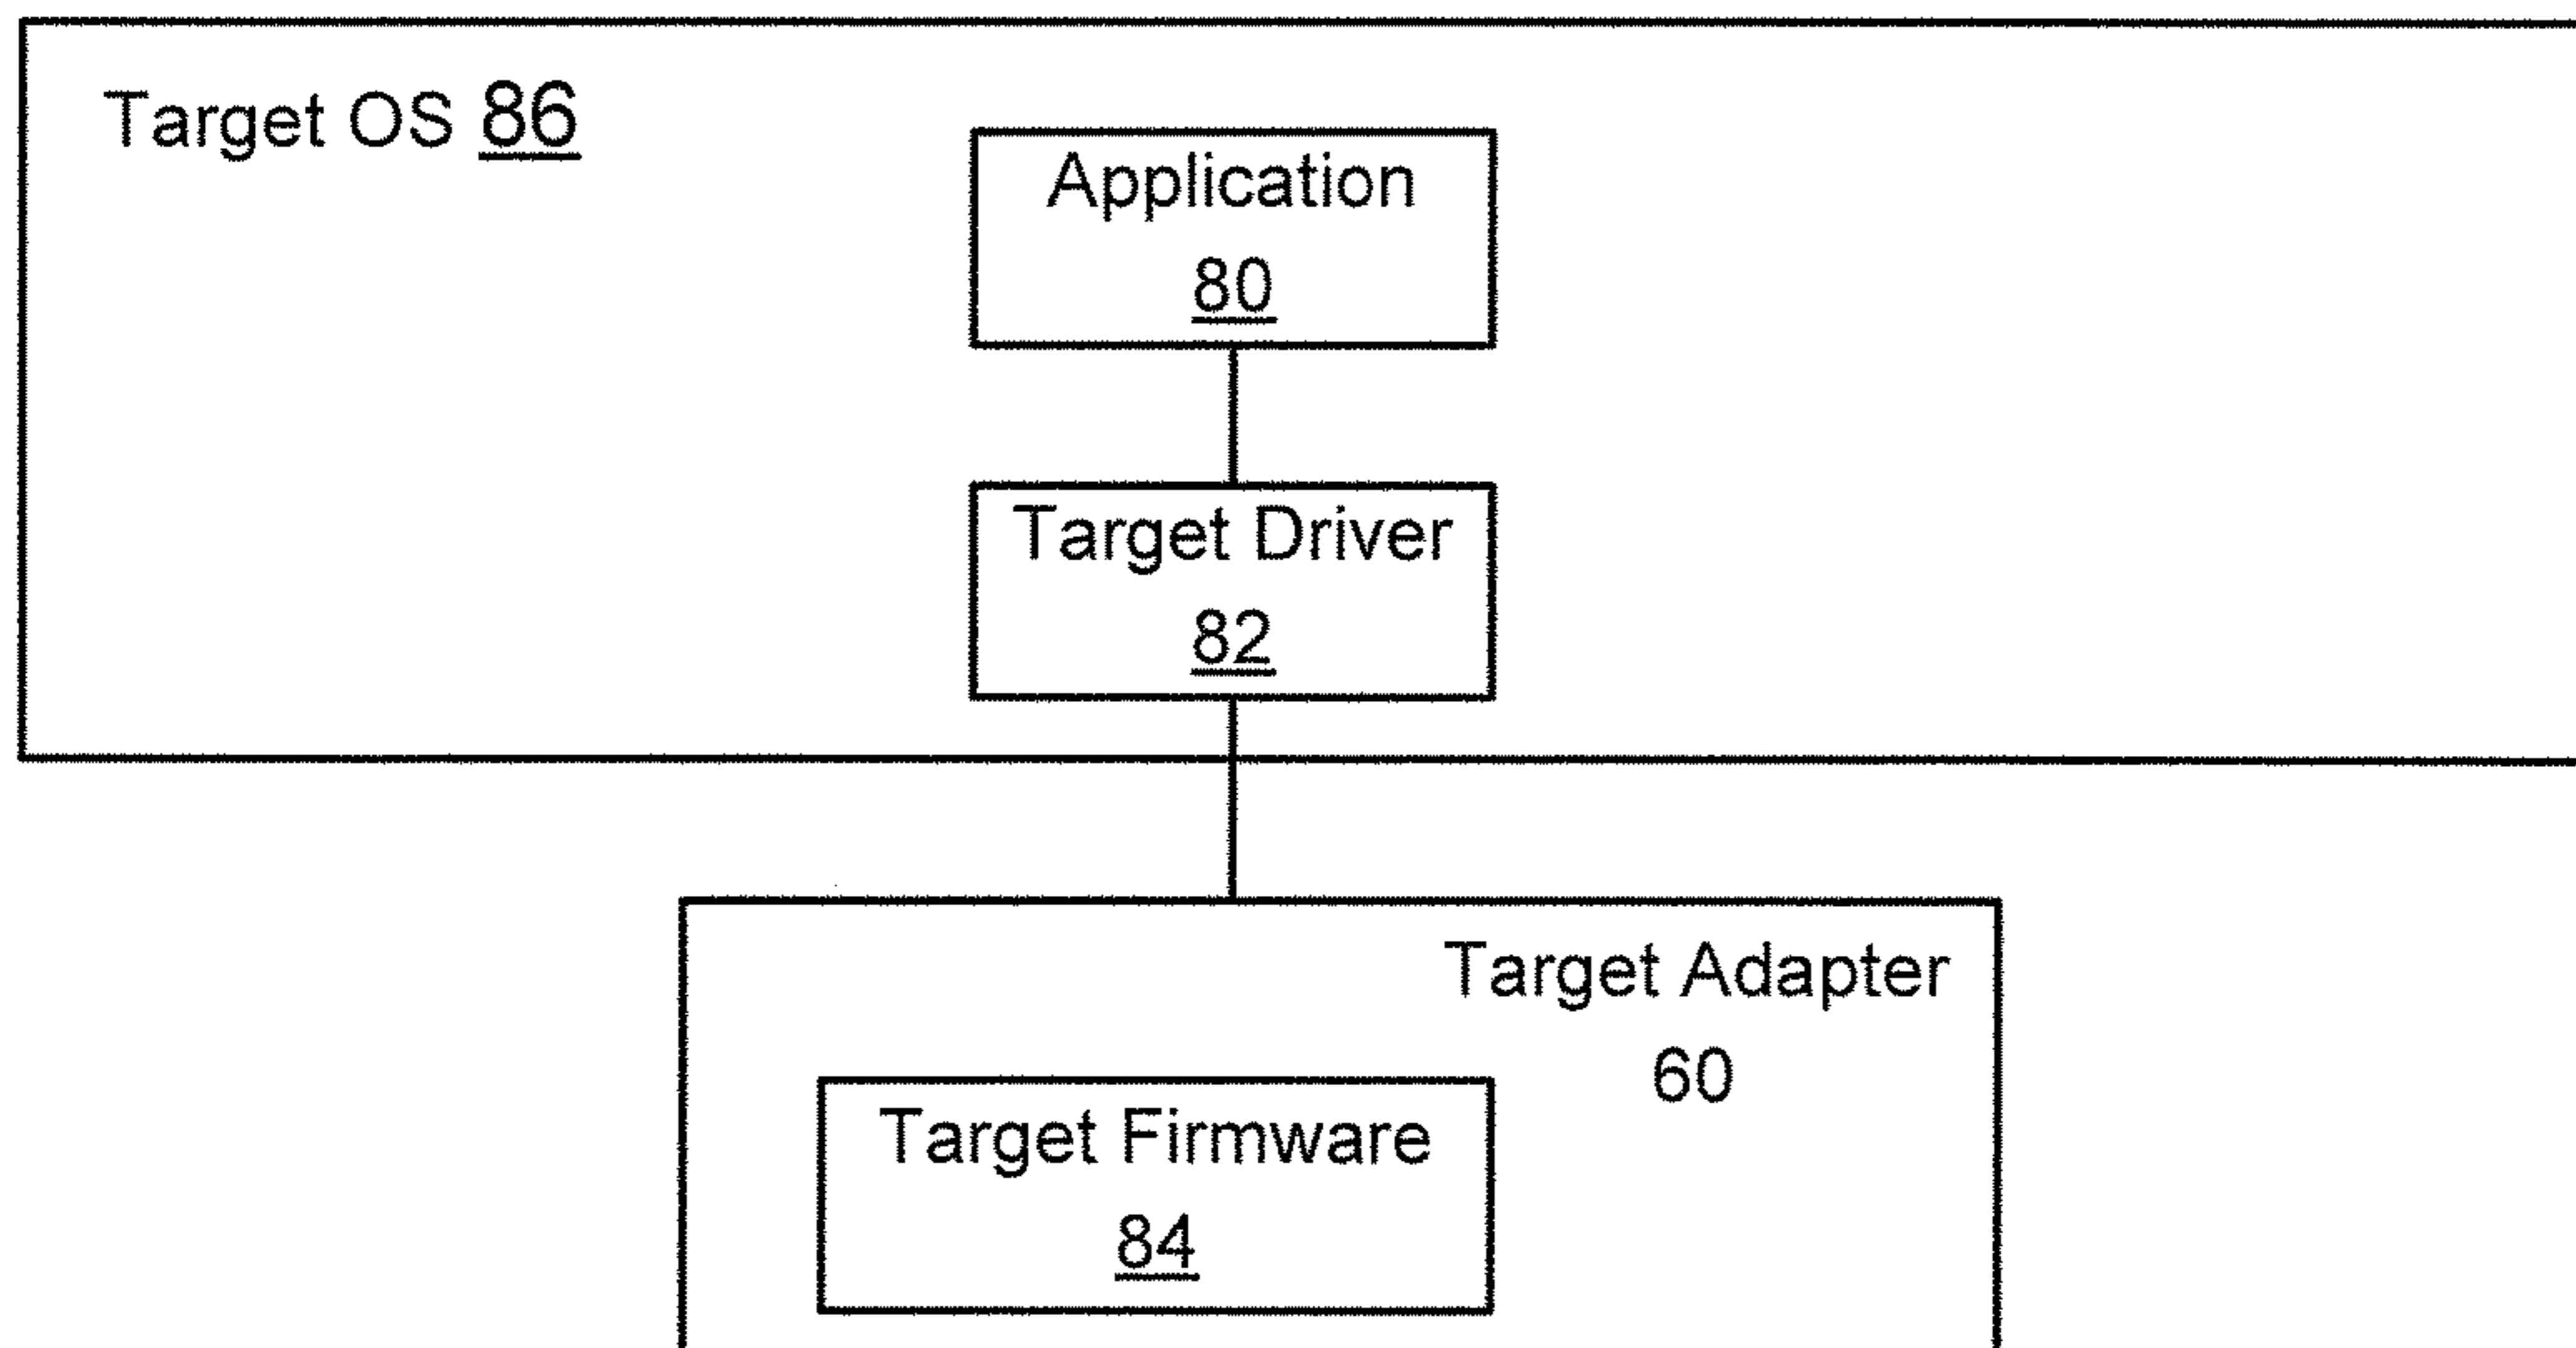 Target OS 86
Application
80
Target Driver
82
Target Adapter
60
Target Firmware
84